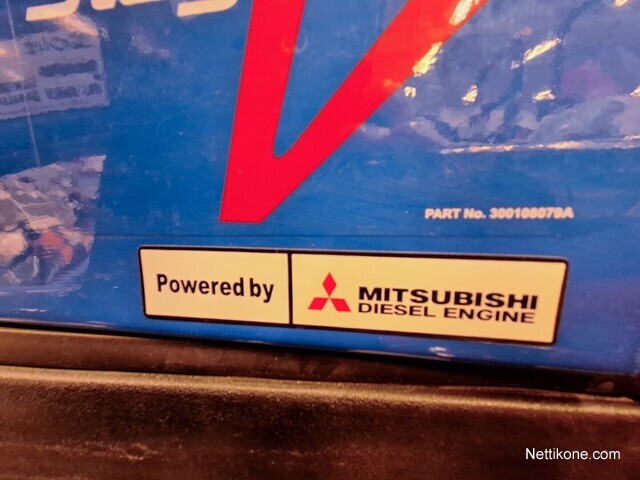 V
PART No. 300108079A
Powered by
MITSUBISHI
DIESEL ENGINE
Nettikone.com